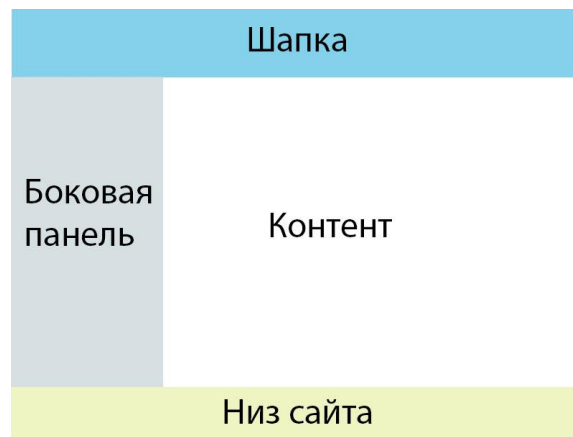 Шапка
Боковая
панель
Контент
Низ сайта